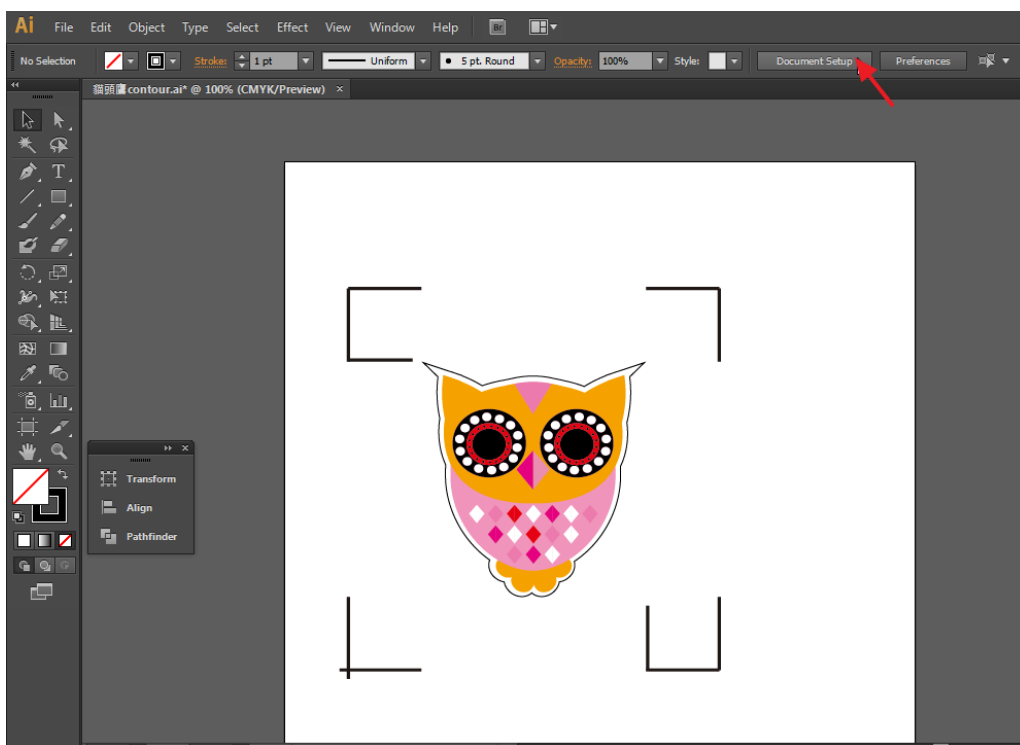 Ai File Edit Object Type Select Effect View Window Help Br
No Selection Stroke: 1 pt Uniform 5 pt. Round Opacity: 100% Style: Document Setup Preferences
contour.ai* @ 100% (CMYK/Preview) ×
Transform
Align
Pathfinder